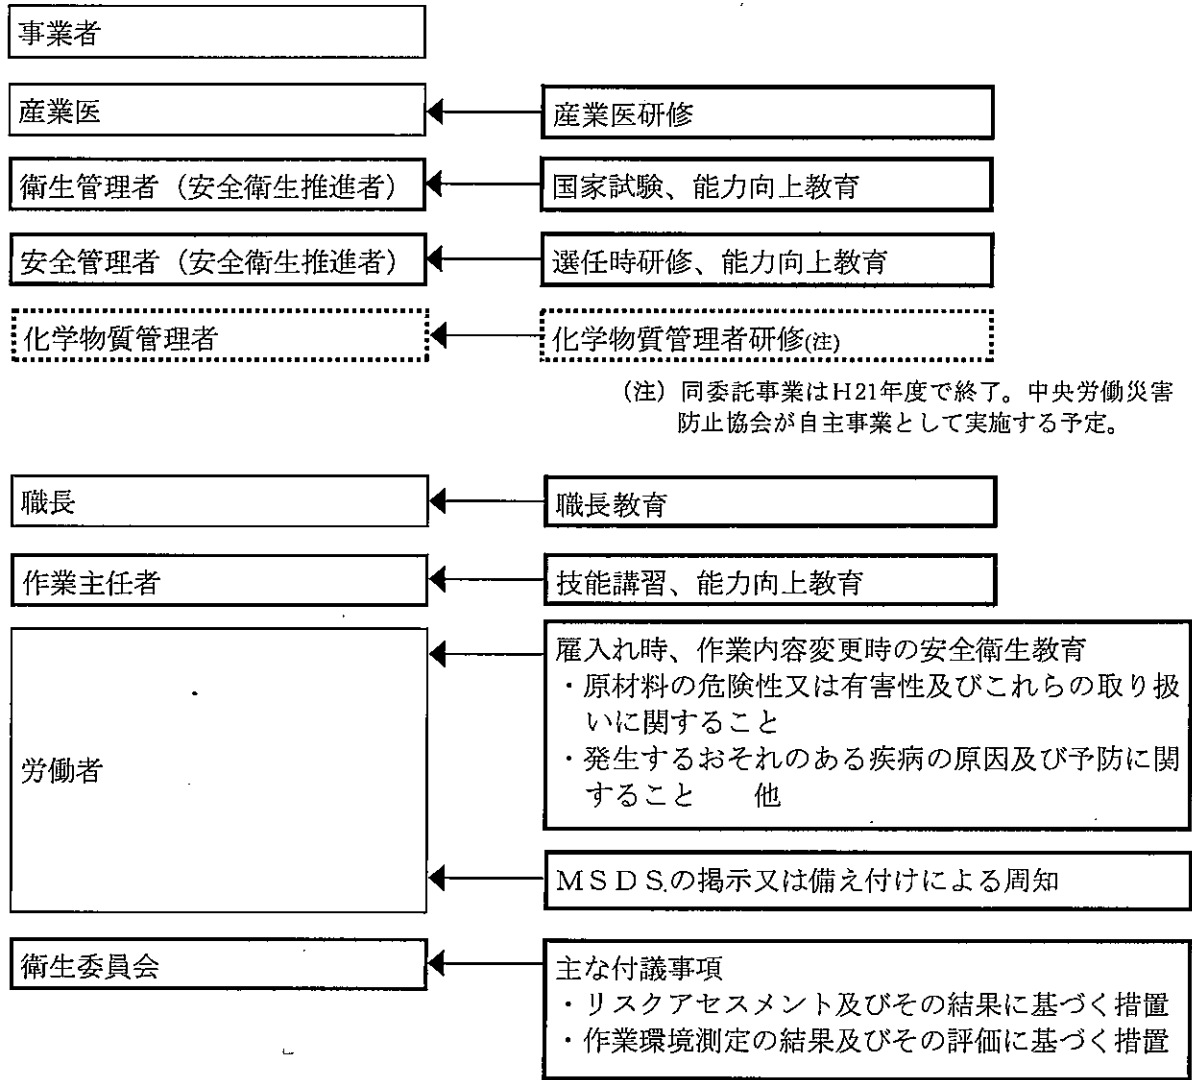 事業者
産業医
産業医研修
衛生管理者（安全衛生推進者）
国家試験、能力向上教育
安全管理者（安全衛生推進者）
選任時研修、能力向上教育
化学物質管理者
化学物質管理者研修(注)
（注）同委託事業はH21年度で終了。中央労働災害
防止協会が自主事業として実施する予定。
職長
職長教育
作業主任者
技能講習、能力向上教育
労働者
雇入れ時、作業内容変更時の安全衛生教育
・原材料の危険性又は有害性及びこれらの取り扱
いに関すること
・発生するおそれのある疾病の原因及び予防に関
すること　　他
ＭＳＤＳの掲示又は備え付けによる周知
衛生委員会
主な付議事項
・リスクアセスメント及びその結果に基づく措置
・作業環境測定の結果及びその評価に基づく措置